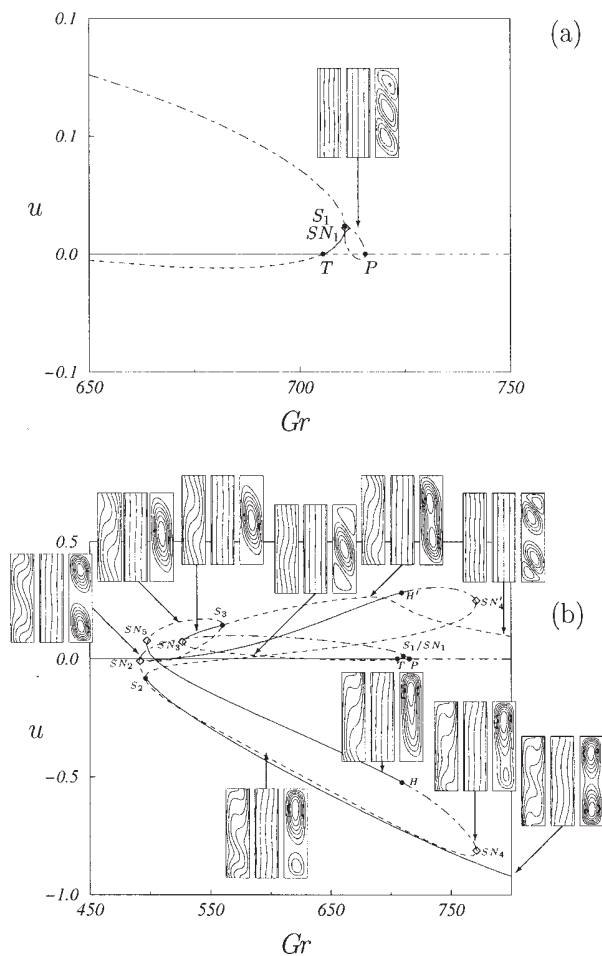 0.1
(a)
0.1
u
S1
SN1
0.0
T
P
-0.1
650
700
750
Gr
0.5
(b)
H'
SN'4
S3
SN5
SN3
S1/SN1
0.0
SN2
T
P
S2
u
H
-0.5
SN4
-1.0
450
550
650
750
Gr